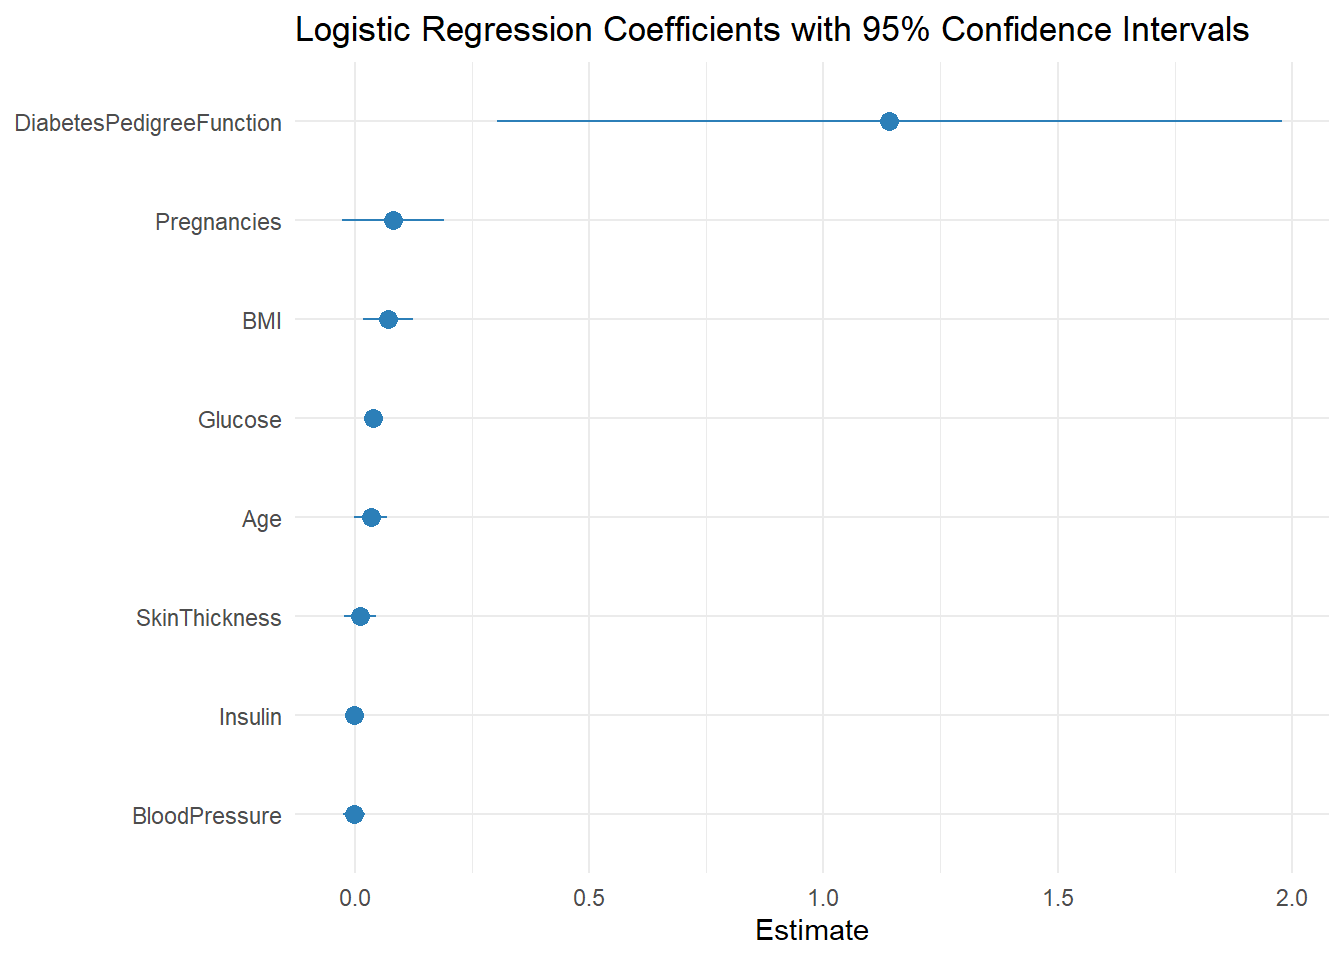 Logistic Regression Coefficients with 95% Confidence Intervals
DiabetesPedigreeFunction
Pregnancies
BMI
Glucose
Age
SkinThickness
Insulin
BloodPressure
0.0 0.5 1.0 1.5 2.0
Estimate